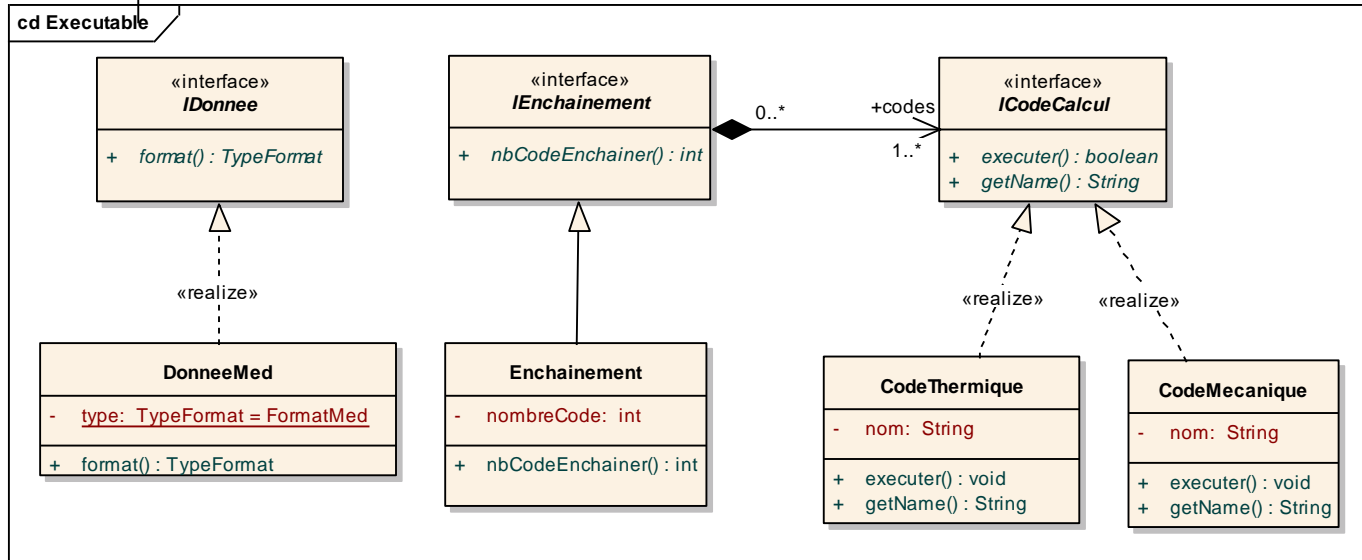 cd Executable
«interface»
IDonnee
+ format() : TypeFormat
«interface»
IEnchainement
+ nbCodeEnchainer() : int
0..*
+codes
1..*
«interface»
ICodeCalcul
+ executer() : boolean
+ getName() : String
«realize»
«realize»
«realize»
DonneeMed
- type: TypeFormat = FormatMed
+ format() : TypeFormat
Enchainement
- nombreCode: int
+ nbCodeEnchainer() : int
CodeThermique
- nom: String
+ executer() : void
+ getName() : String
CodeMecanique
- nom: String
+ executer() : void
+ getName() : String